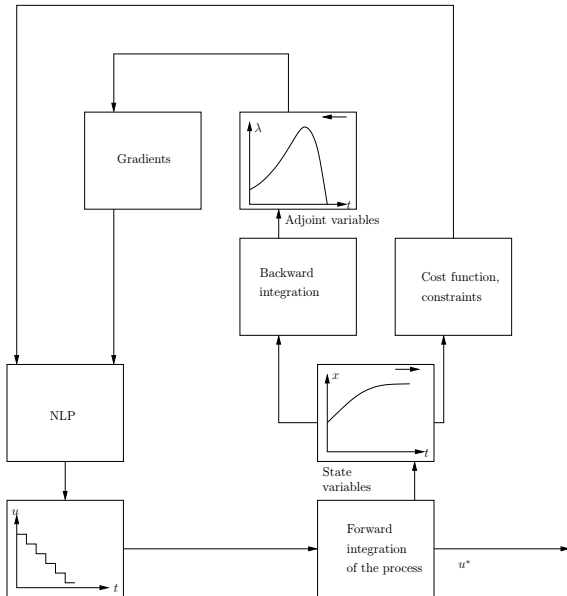 λ
t
Gradients
Adjoint variables
Backward
integration
Cost function,
constraints
x
t
NLP
State
variables
u
t
Forward
integration
of the process
u*